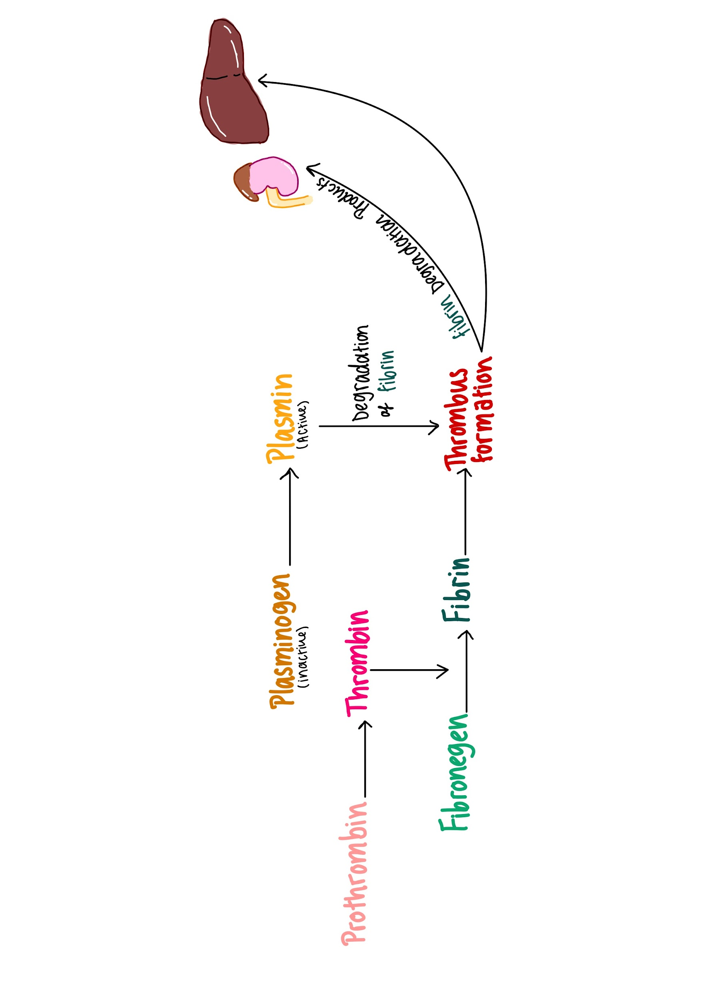 Plasminogen
(inactive)
Plasmin
(Active)
Prothrombin
Thrombin
Degradation
of fibrin
Fibronegen
Fibrin
Thrombus
formation
fibrin Degradation Products